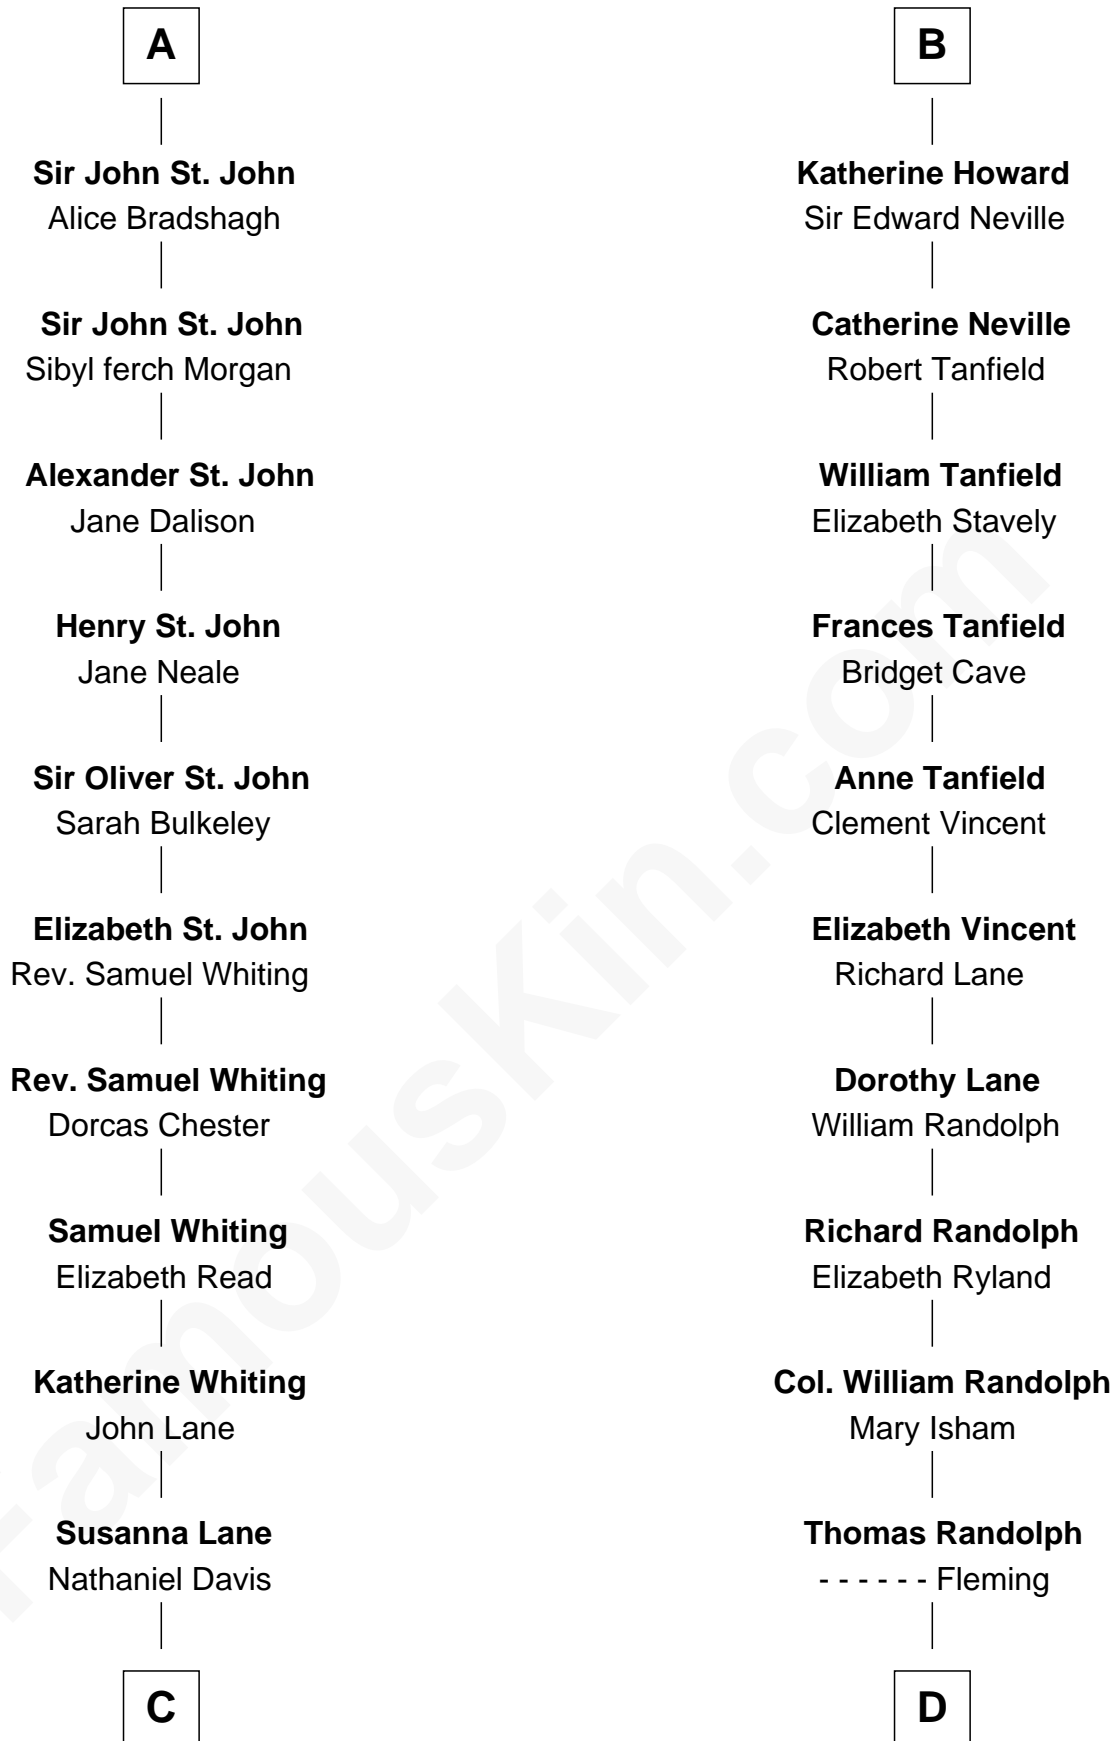 A
Sir John St. John
Alice Bradshagh
Sir John St. John
Sibyl ferch Morgan
Alexander St. John
Jane Dalison
Henry St. John
Jane Neale
Sir Oliver St. John
Sarah Bulkeley
Elizabeth St. John
Rev. Samuel Whiting
Rev. Samuel Whiting
Dorcas Chester
Samuel Whiting
Elizabeth Read
Katherine Whiting
John Lane
Susanna Lane
Nathaniel Davis
C
B
Katherine Howard
Sir Edward Neville
Catherine Neville
Robert Tanfield
William Tanfield
Elizabeth Stavely
Frances Tanfield
Bridget Cave
Anne Tanfield
Clement Vincent
Elizabeth Vincent
Richard Lane
Dorothy Lane
William Randolph
Richard Randolph
Elizabeth Ryland
Col. William Randolph
Mary Isham
Thomas Randolph
- - - - - - Fleming
D
FamousKin.com